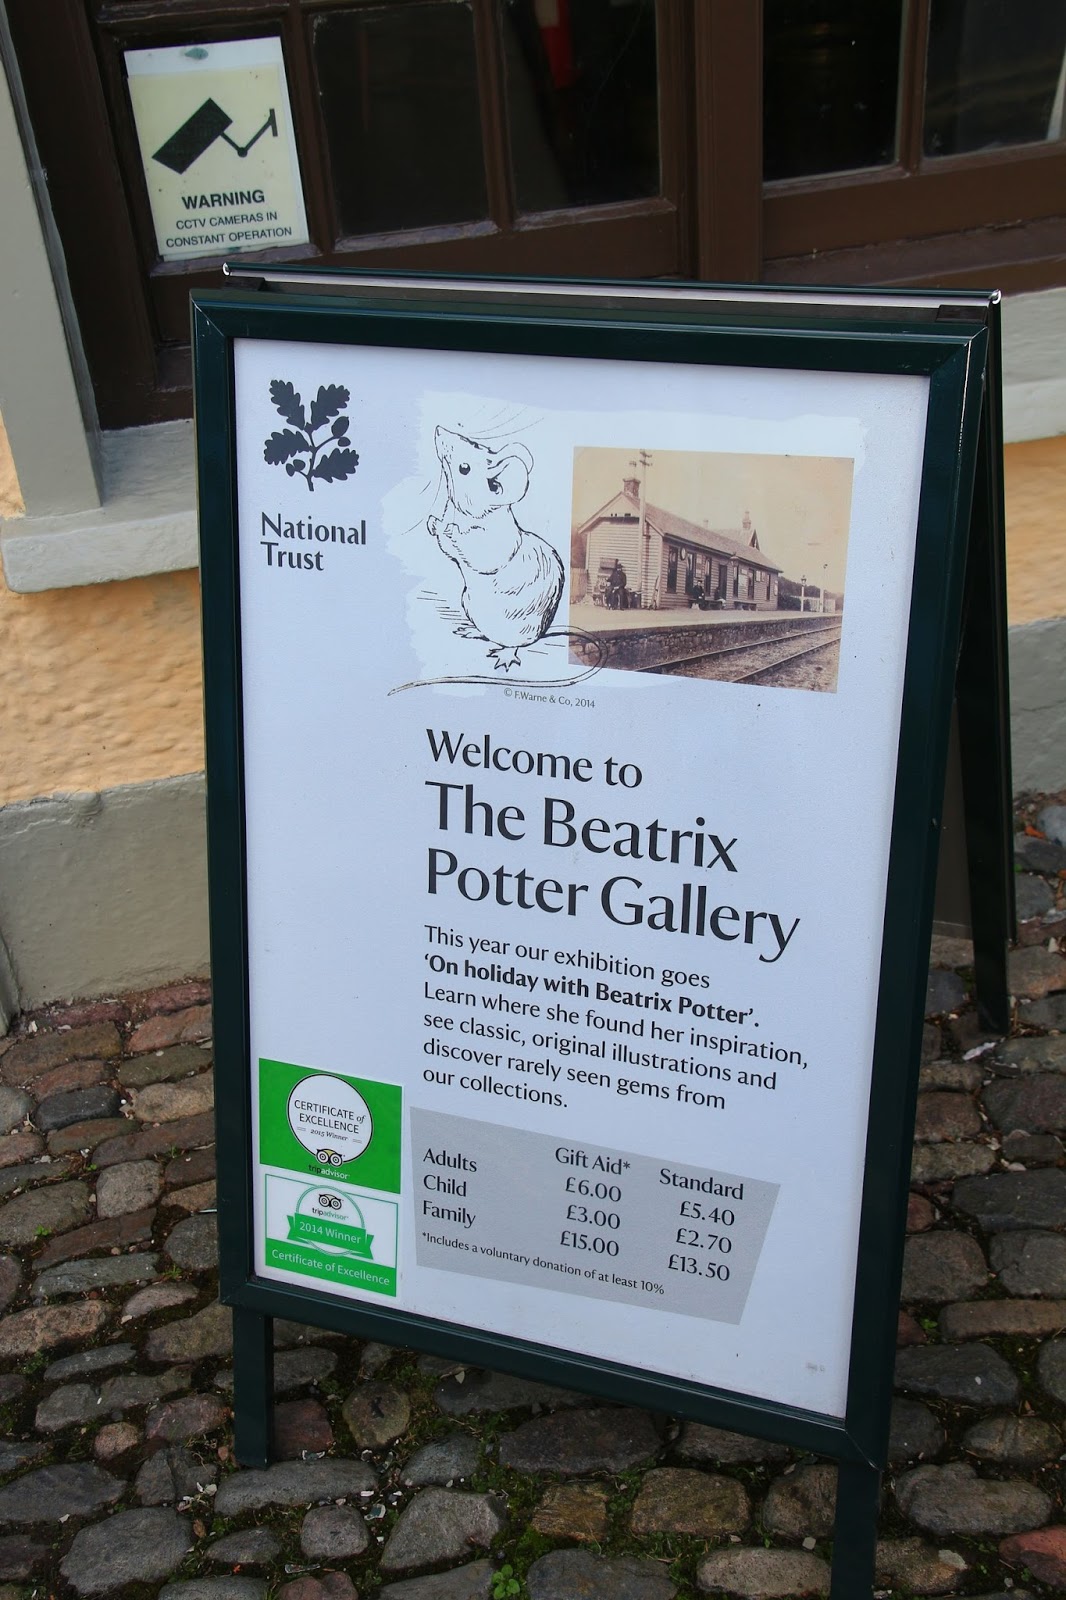 WARNING
CCTV CAMERAS IN
CONSTANT OPERATION
National
Trust
© F.Warne & Co, 2014
Welcome to
The Beatrix
Potter Gallery
This year our exhibition goes
‘On holiday with Beatrix Potter’.
Learn where she found her inspiration,
see classic, original illustrations and
discover rarely seen gems from
our collections.
Gift Aid* Standard
Adults £6.00 £5.40
Child £3.00 £2.70
Family £15.00 £13.50
*Includes a voluntary donation of at least 10%
CERTIFICATE of
EXCELLENCE
2015 Winner
tripadvisor
tripadvisor
2014 Winner
Certificate of Excellence